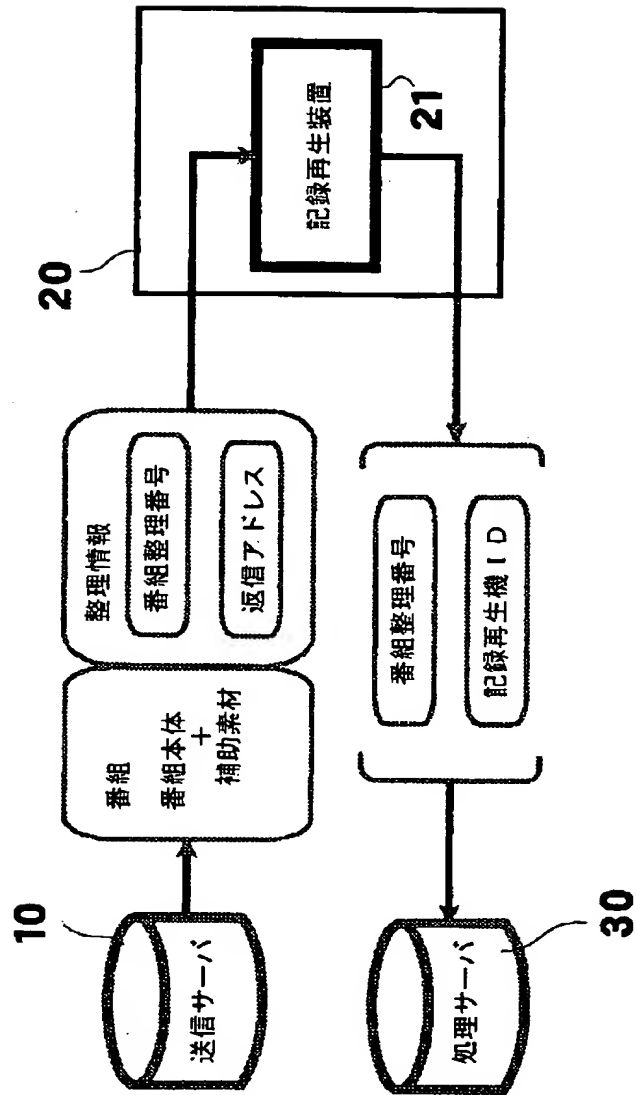 10
送信サーバ
番組
番組本体
+
補助素材
整理情報
番組整理番号
返信アドレス
20
記録再生装置
21
番組整理番号
記録再生機ID
処理サーバ
30